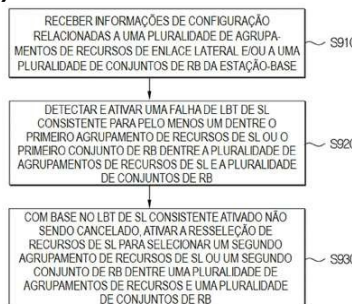 RECEBER INFORMAÇÕES DE CONFIGURAÇÃO
RELACIONADAS A UMA PLURALIDADE DE AGRUPA-
MENTOS DE RECURSOS DE ENLACE LATERAL E/OU A UMA
PLURALIDADE DE CONJUNTOS DE RB DA ESTAÇÃO-BASE
S910
DETECTAR E ATIVAR UMA FALHA DE LBT DE SL
CONSISTENTE PARA PELO MENOS UM DENTRE O
PRIMEIRO AGRUPAMENTO DE RECURSOS DE SL OU O
PRIMEIRO CONJUNTO DE RB DENTRE A PLURALIDADE DE
AGRUPAMENTOS DE RECURSOS DE SL E A PLURALIDADE
DE CONJUNTOS DE RB
S920
COM BASE NO LBT DE SL CONSISTENTE ATIVADO NÃO
SENDO CANCELADO, ATIVAR A RESSELEÇÃO DE
RECURSOS DE SL PARA SELECIONAR UM SEGUNDO
AGRUPAMENTO DE RECURSOS DE SL OU UM SEGUNDO
CONJUNTO DE RB DENTRE UMA PLURALIDADE DE
AGRUPAMENTOS DE RECURSOS E UMA PLURALIDADE
DE CONJUNTOS DE RB
S930